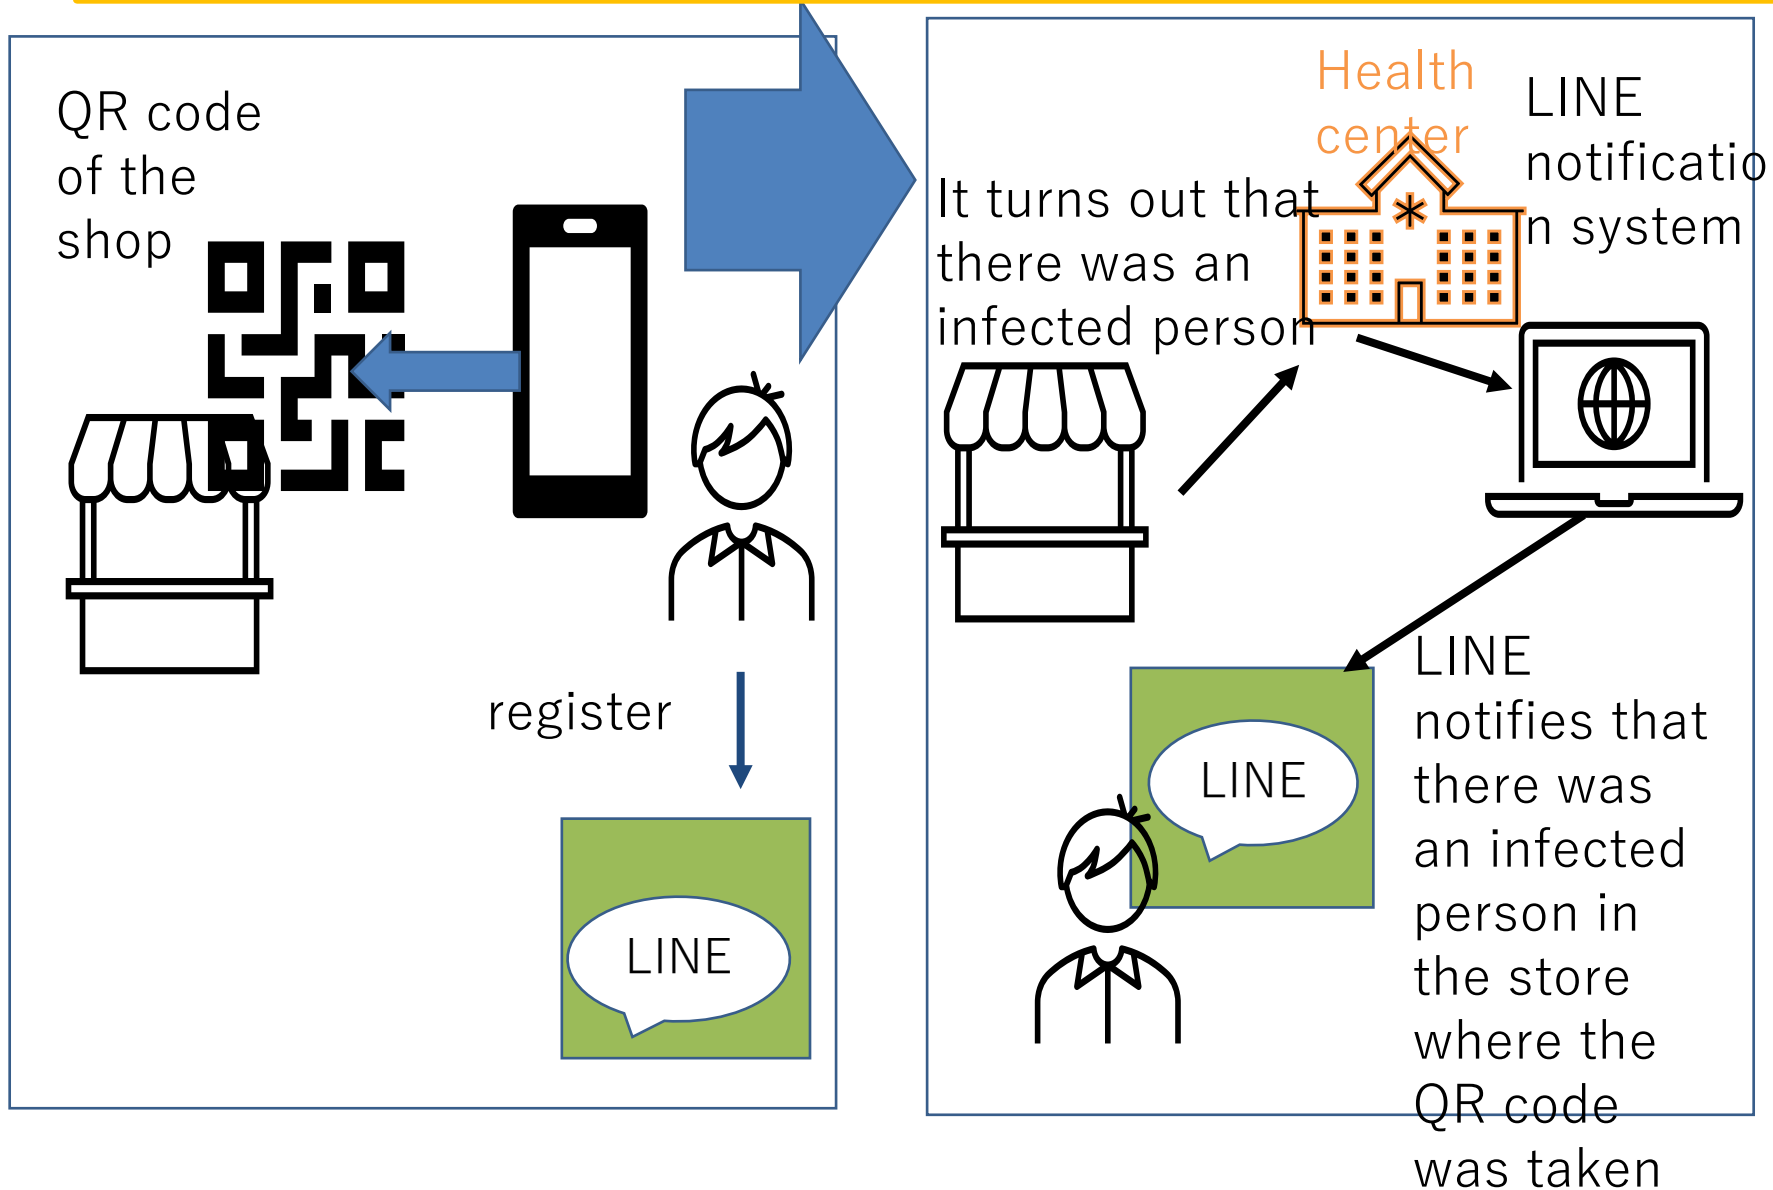 QR code
of the
shop
register
LINE
Health
center
LINE
notificatio
n system
It turns out that
there was an
infected person
LINE
LINE
notifies that
there was
an infected
person in
the store
where the
QR code
was taken